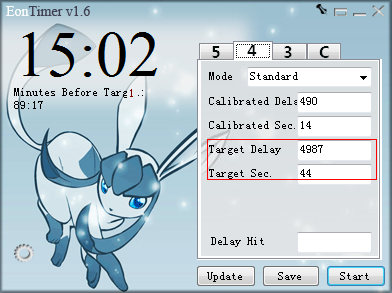 EonTimer v1.6
15:02
Minutes Before Targ1.:
89:17
5 4 3 C
Mode Standard
Calibrated Dela 490
Calibrated Sec. 14
Target Delay 4987
Target Sec. 44
Delay Hit
Update Save Start